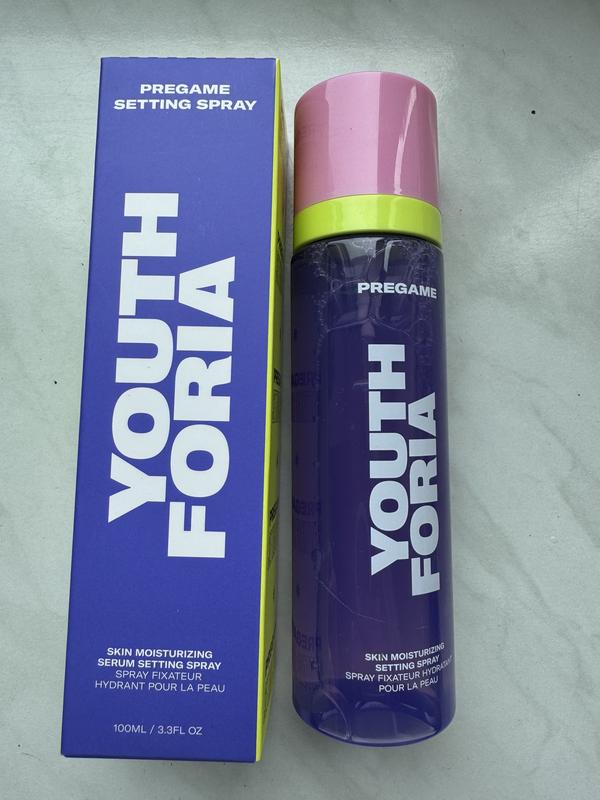 PREGAME
SETTING SPRAY
YOUTH
FORIA
SKIN MOISTURIZING
SERUM SETTING SPRAY
SPRAY FIXATEUR
HYDRANT POUR LA PEAU
100ML / 3.3FL OZ
PREGAME
YOUTH
FORIA
SKIN MOISTURIZING
SETTING SPRAY
SPRAY FIXATEUR HYDRATANT
POUR LA PEAU